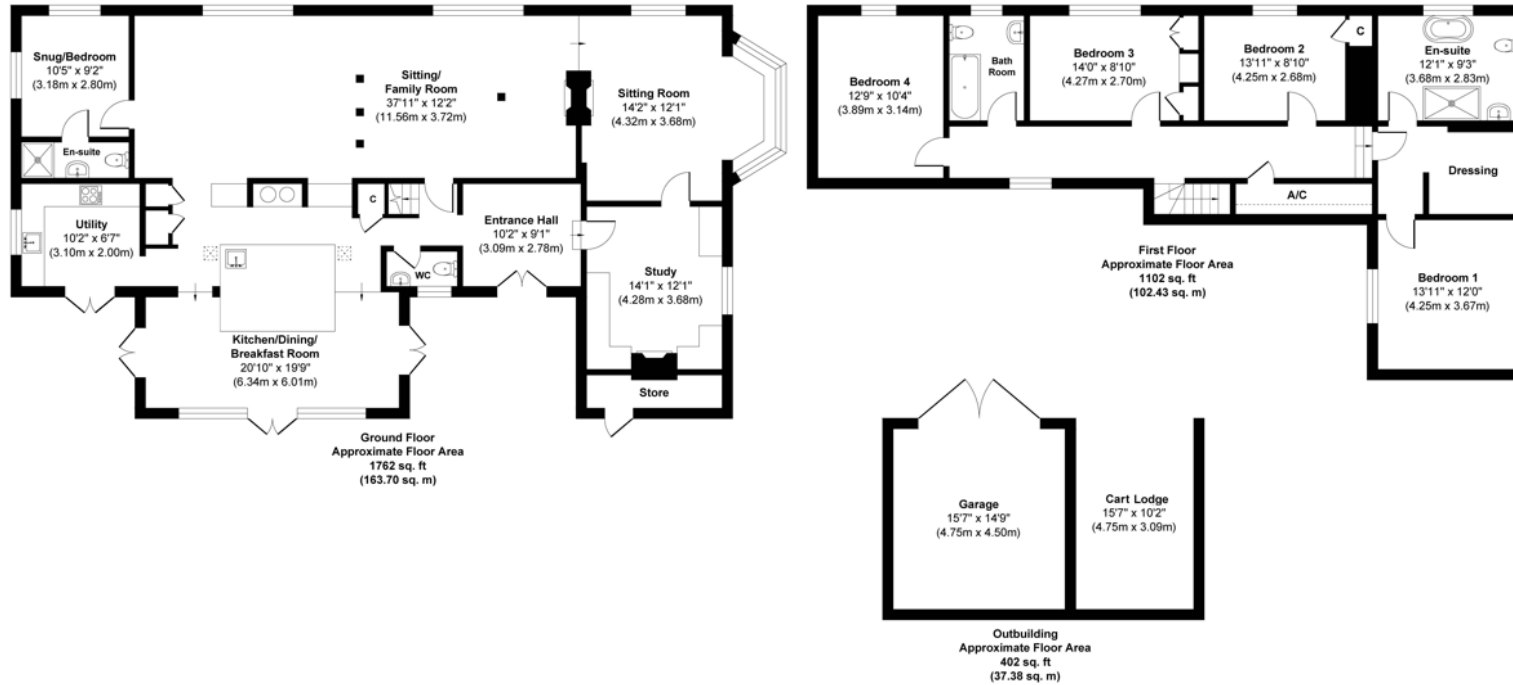 Snug/Bedroom
10'5" x 9'2"
(3.18m x 2.80m)
Sitting/
Family Room
37'11" x 12'2"
(11.56m x 3.72m)
Sitting Room
14'2" x 12'1"
(4.32m x 3.68m)
En-suite
Utility
10'2" x 6'7"
(3.10m x 2.00m)
C
Entrance Hall
10'2" x 9'1"
(3.09m x 2.78m)
WC
Study
14'1" x 12'1"
(4.28m x 3.68m)
Kitchen/Dining/
Breakfast Room
20'10" x 19'9"
(6.34m x 6.01m)
Store
Ground Floor
Approximate Floor Area
1762 sq. ft
(163.70 sq. m)
Bedroom 4
12'9" x 10'4"
(3.89m x 3.14m)
Bath
Room
Bedroom 3
14'0" x 8'10"
(4.27m x 2.70m)
Bedroom 2
13'11" x 8'10"
(4.25m x 2.68m)
C
En-suite
12'1" x 9'3"
(3.68m x 2.83m)
Dressing
A/C
Bedroom 1
13'11" x 12'0"
(4.25m x 3.67m)
First Floor
Approximate Floor Area
1102 sq. ft
(102.43 sq. m)
Garage
15'7" x 14'9"
(4.75m x 4.50m)
Cart Lodge
15'7" x 10'2"
(4.75m x 3.09m)
Outbuilding
Approximate Floor Area
402 sq. ft
(37.38 sq. m)